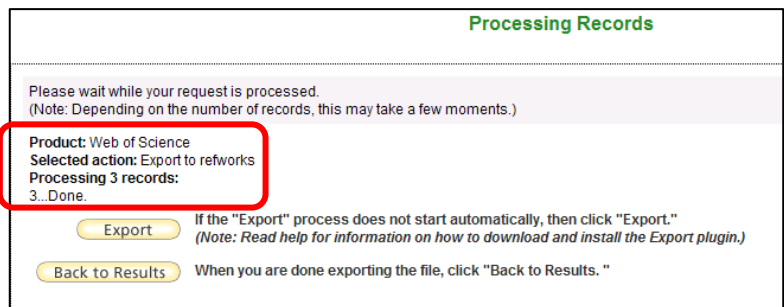 Processing Records
Please wait while your request is processed.
(Note: Depending on the number of records, this may take a few moments.)
Product: Web of Science
Selected action: Export to refworks
Processing 3 records:
3...Done.
Export
If the "Export" process does not start automatically, then click "Export."
(Note: Read help for information on how to download and install the Export plugin.)
Back to Results
When you are done exporting the file, click "Back to Results. "